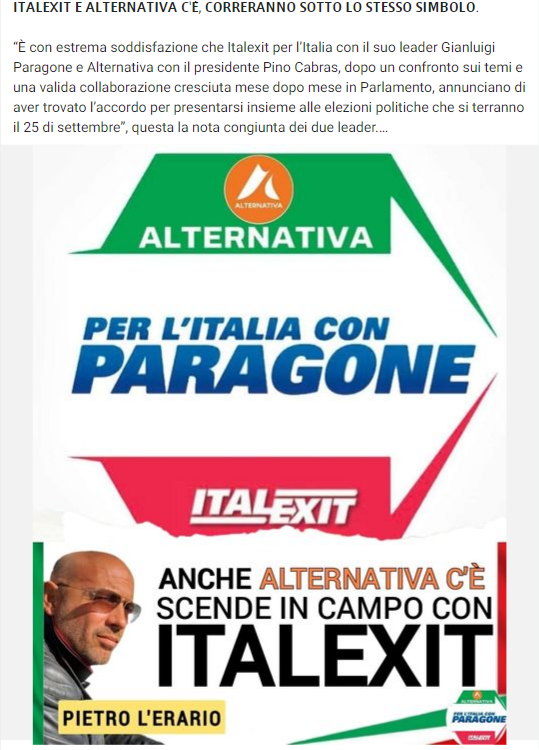 ITALEXIT E ALTERNATIVA C'È, CORRERANNO SOTTO LO STESSO SIMBOLO.
“È con estrema soddisfazione che Italexit per l’Italia con il suo leader Gianluigi
Paragone e Alternativa con il presidente Pino Cabras, dopo un confronto sui temi e
una valida collaborazione cresciuta mese dopo mese in Parlamento, annunciano di
aver trovato l’accordo per presentarsi insieme alle elezioni politiche che si terranno
il 25 di settembre”, questa la nota congiunta dei due leader....
ALTERNATIVA
ALTERNATIVA
PER L'ITALIA CON
PARAGONE
ITALEXIT
ANCHE ALTERNATIVA C'È
SCENDE IN CAMPO CON
ITALEXIT
PIETRO L'ERARIO
ALTERNATIVA
PER L'ITALIA CON
PARAGONE
ITALEXIT